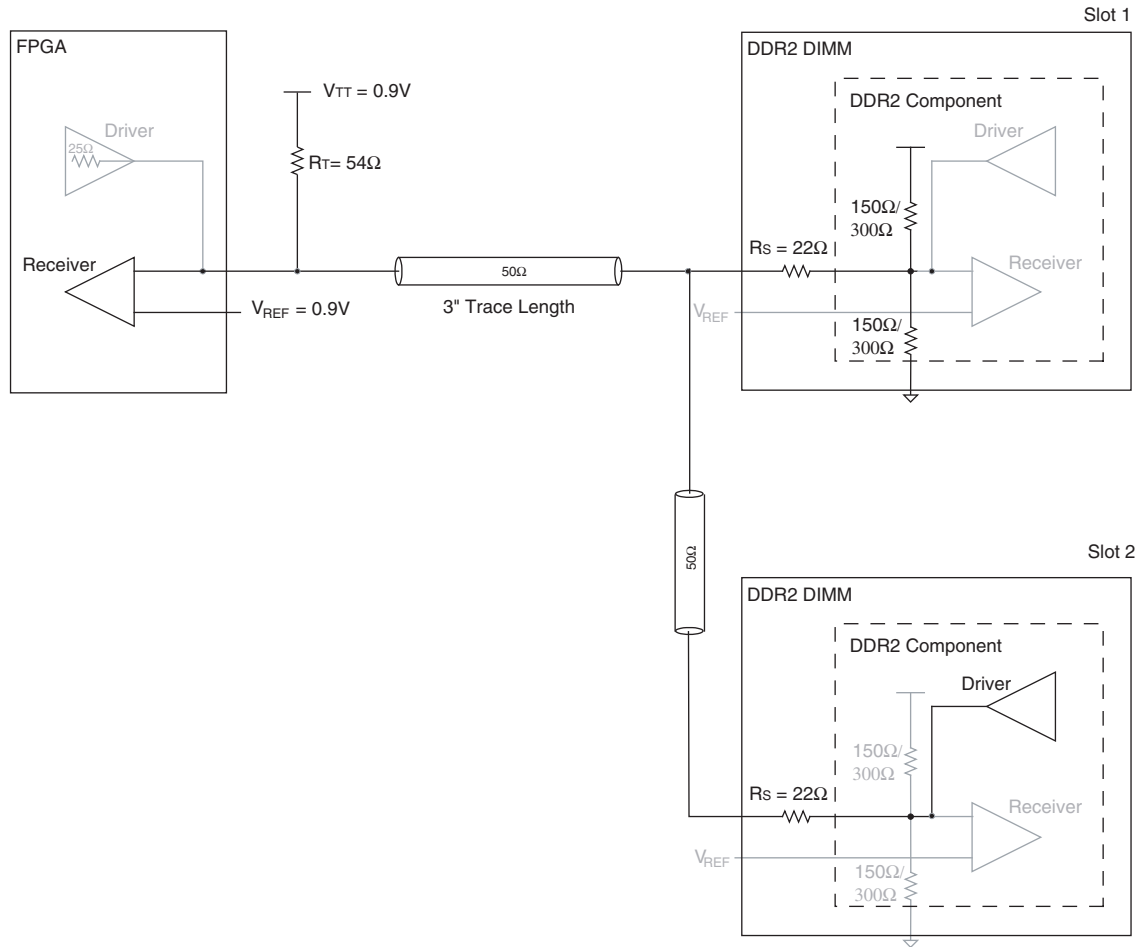 Slot 1
FPGA
Driver
25Ω
Receiver
VTT = 0.9V
RT= 54Ω
VREF = 0.9V
50Ω
3" Trace Length
DDR2 DIMM
DDR2 Component
Driver
150Ω/
300Ω
RS = 22Ω
Receiver
VREF
150Ω/
300Ω
50Ω
Slot 2
DDR2 DIMM
DDR2 Component
Driver
150Ω/
300Ω
RS = 22Ω
Receiver
VREF
150Ω/
300Ω